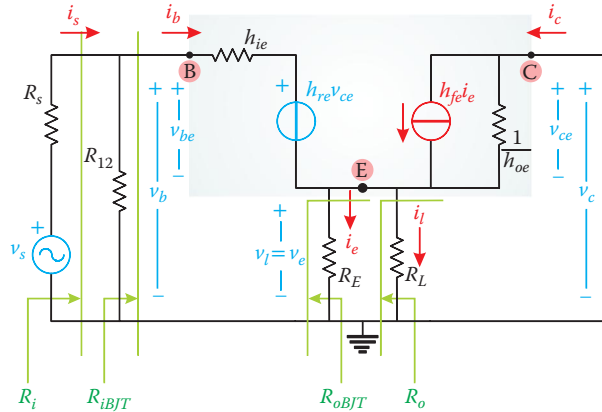 i_s
i_b
i_c
B
h_ie
C
R_s
+
h_re v_ce
h_fe i_e
+
+
+
+
v_be
1/h_oe
v_ce
R_12
−
−
E
v_b
v_c
+
v_s
+
i_e
i_l
v_l = v_e
R_E
R_L
−
−
−
−
R_i
R_iBJT
R_oBJT
R_o